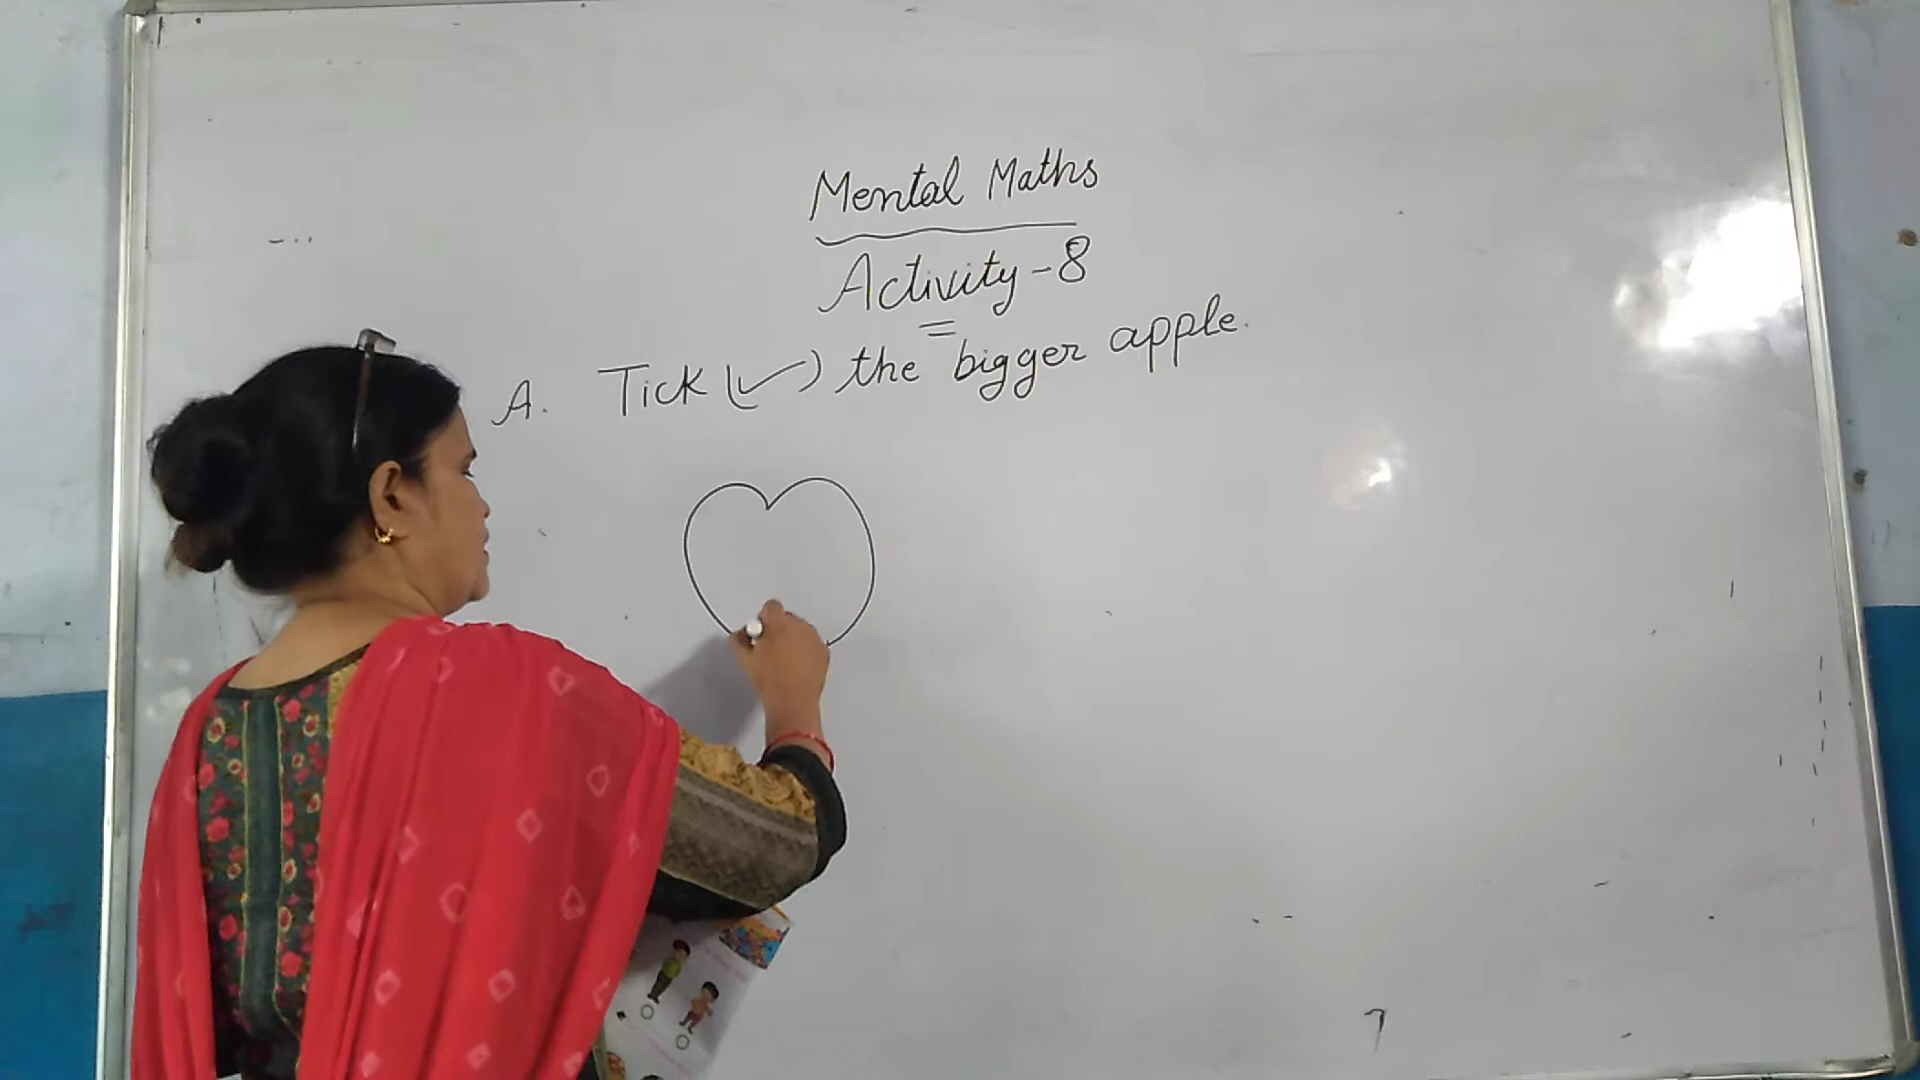 Mental Maths
Activity-8
A. Tick (✓) the bigger apple.